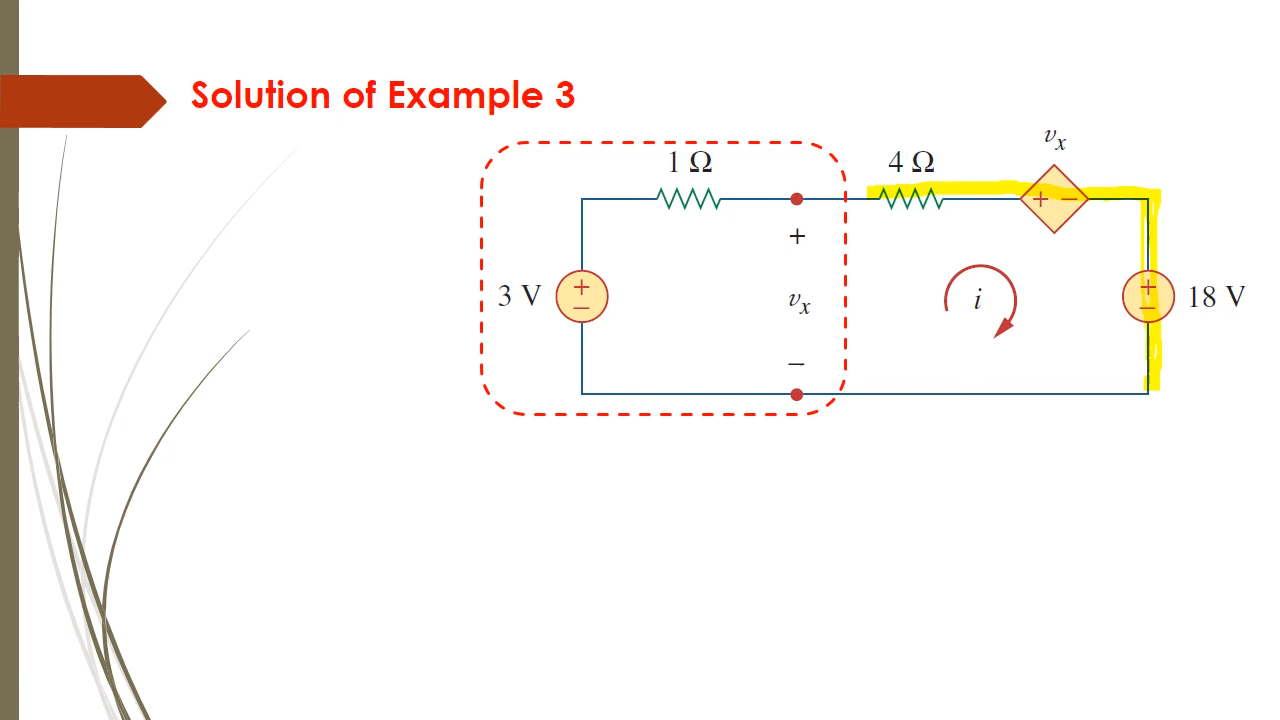 Solution of Example 3
vₓ
1 Ω
4 Ω
+ −
+
3 V
+
−
vₓ
i
+
−
18 V
−